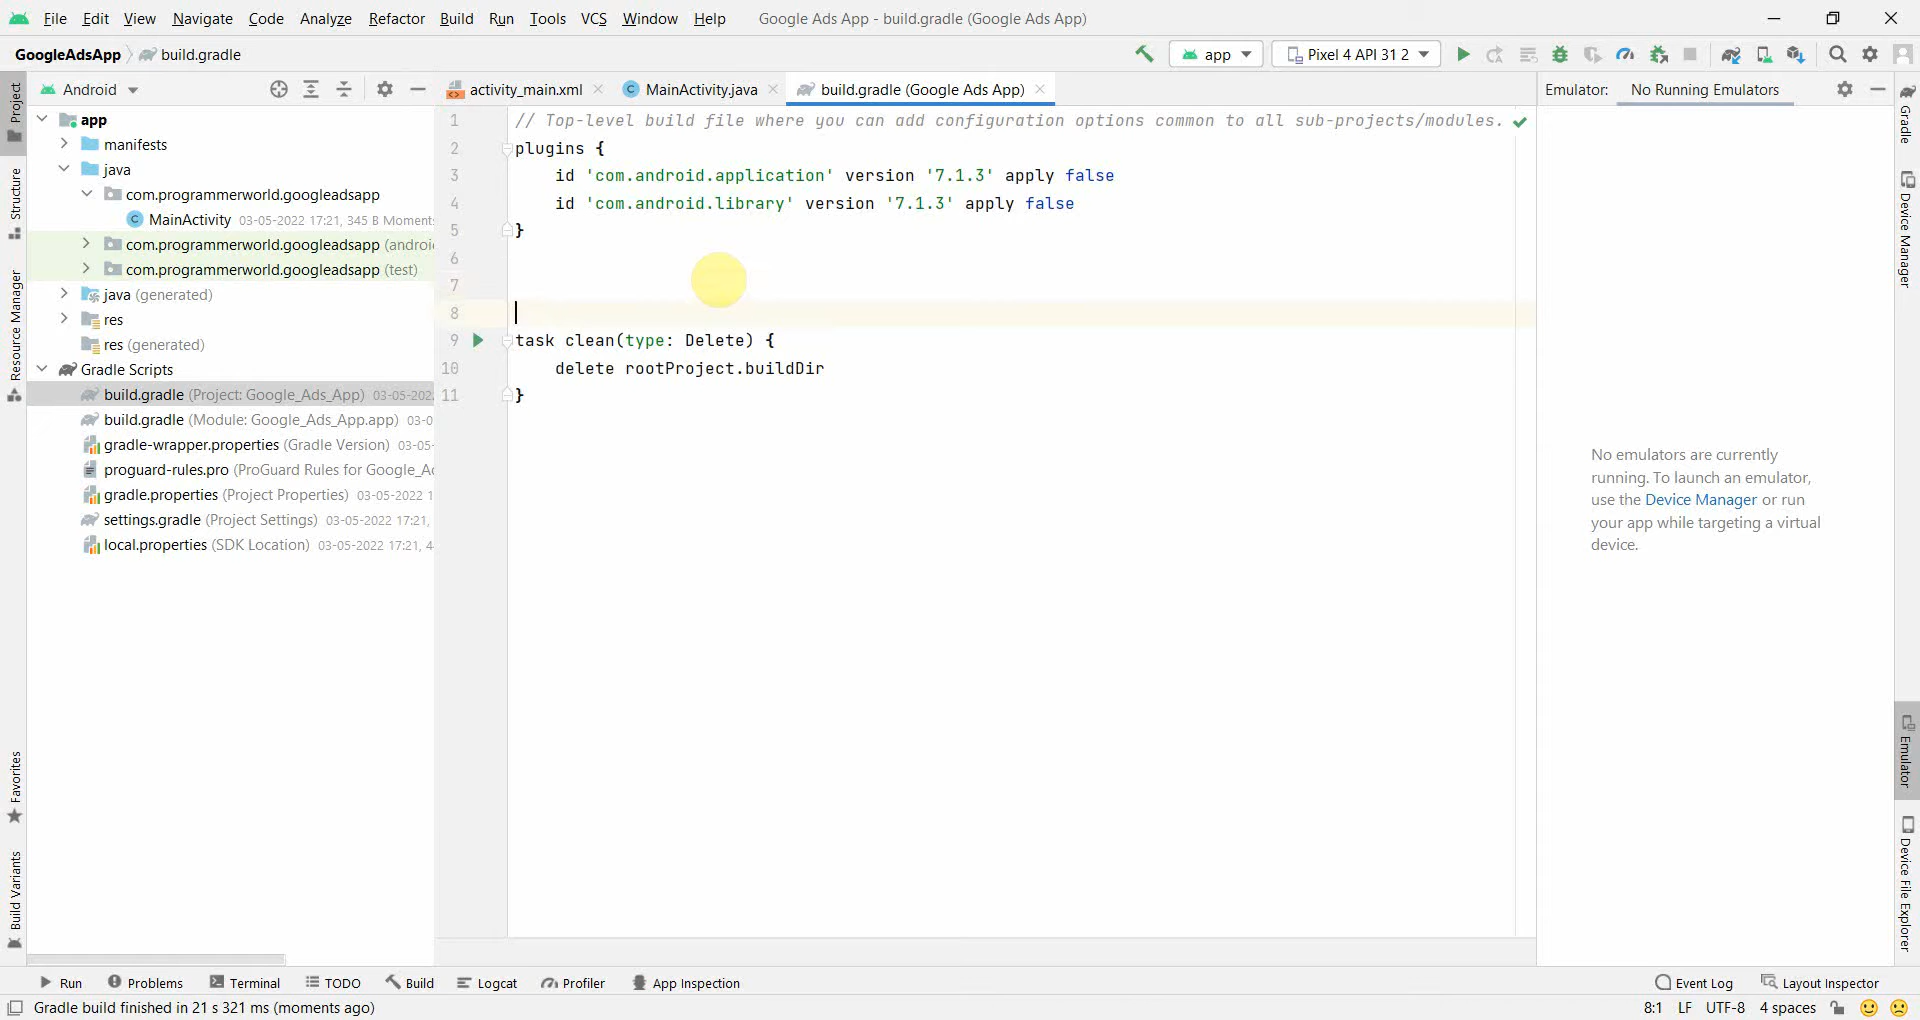 File Edit View Navigate Code Analyze Refactor Build Run Tools VCS Window Help Google Ads App - build.gradle (Google Ads App)
GoogleAdsApp build.gradle app Pixel 4 API 31 2
Android activity_main.xml MainActivity.java build.gradle (Google Ads App) Emulator: No Running Emulators
Project
Structure
Resource Manager
Favorites
Build Variants
app
manifests
java
com.programmerworld.googleadsapp
MainActivity 03-05-2022 17:21, 345 B Moment
com.programmerworld.googleadsapp (androi
com.programmerworld.googleadsapp (test)
java (generated)
res
res (generated)
Gradle Scripts
build.gradle (Project: Google_Ads_App) 03-05-202
build.gradle (Module: Google_Ads_App.app) 03-0
gradle-wrapper.properties (Gradle Version) 03-05-
proguard-rules.pro (ProGuard Rules for Google_Ad
gradle.properties (Project Properties) 03-05-2022 1
settings.gradle (Project Settings) 03-05-2022 17:21,
local.properties (SDK Location) 03-05-2022 17:21, 4
1 // Top-level build file where you can add configuration options common to all sub-projects/modules.
2 plugins {
3 id 'com.android.application' version '7.1.3' apply false
4 id 'com.android.library' version '7.1.3' apply false
5 }
6
7
8
9 task clean(type: Delete) {
10 delete rootProject.buildDir
11 }
No emulators are currently
running. To launch an emulator,
use the Device Manager or run
your app while targeting a virtual
device.
Gradle
Device Manager
Emulator
Device File Explorer
Run Problems Terminal TODO Build Logcat Profiler App Inspection Event Log Layout Inspector
Gradle build finished in 21 s 321 ms (moments ago) 8:1 LF UTF-8 4 spaces